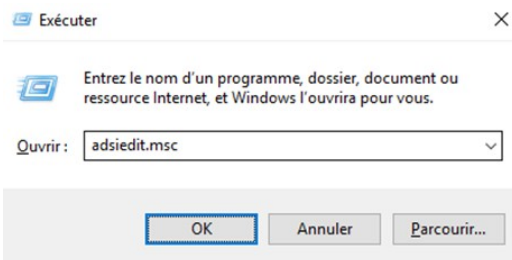 Exécuter
Entrez le nom d'un programme, dossier, document ou
ressource Internet, et Windows l'ouvrira pour vous.
Ouvrir : adsiedit.msc
OK Annuler Parcourir...